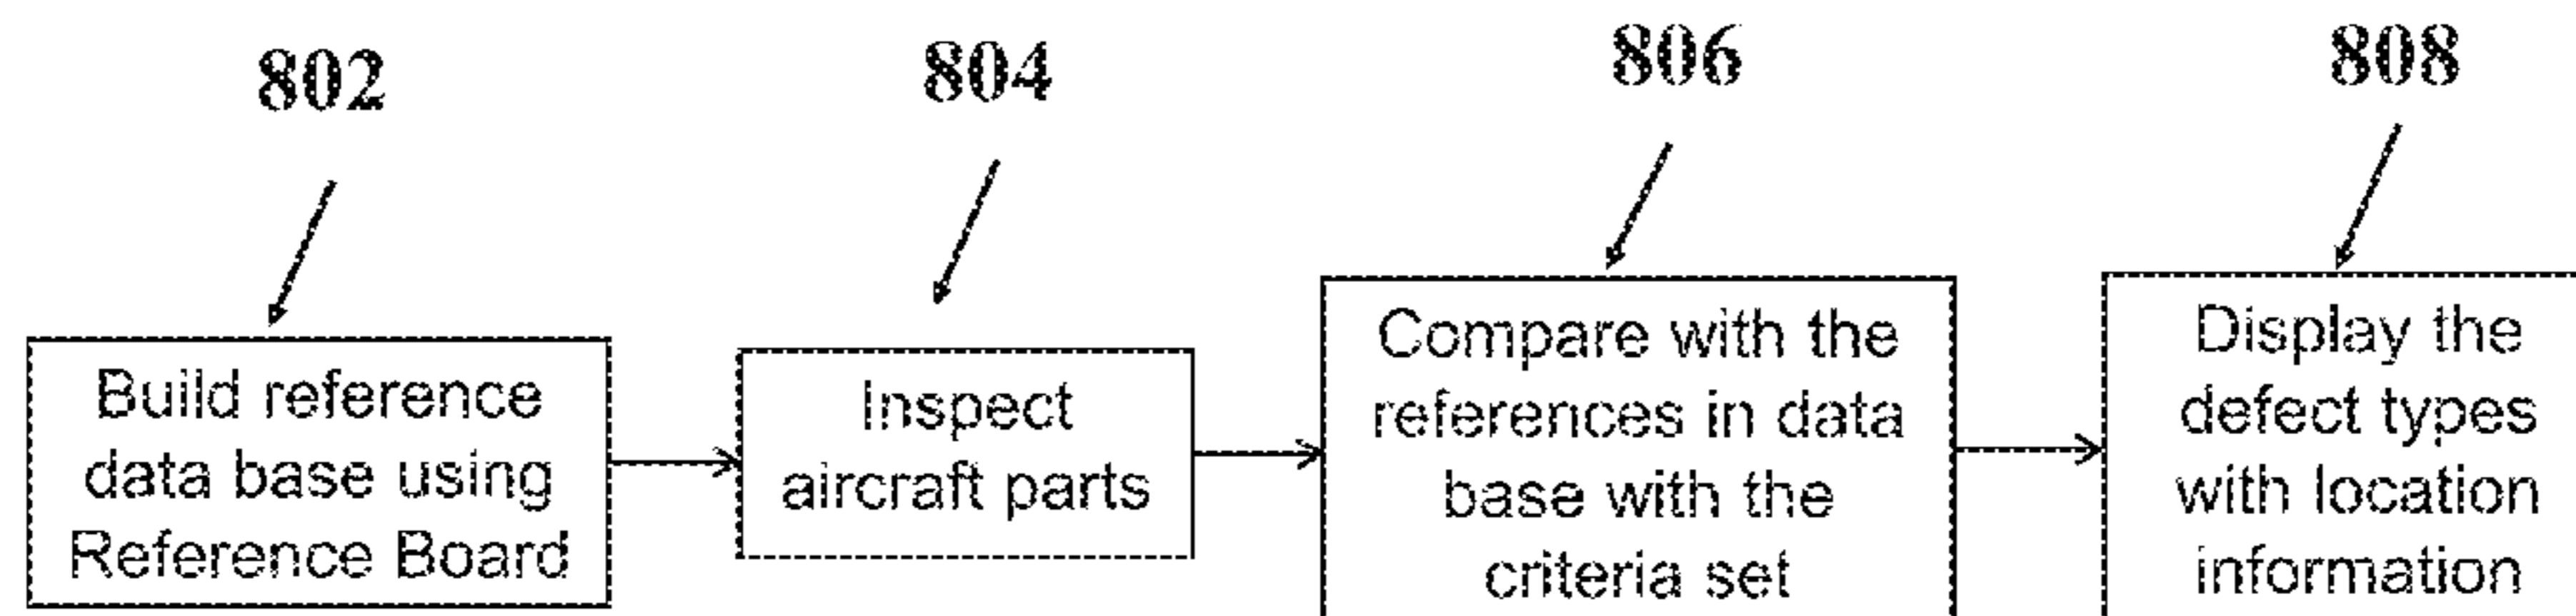 802
804
806
808
Build reference
data base using
Reference Board
Inspect
aircraft parts
Compare with the
references in data
base with the
criteria set
Display the
defect types
with location
information